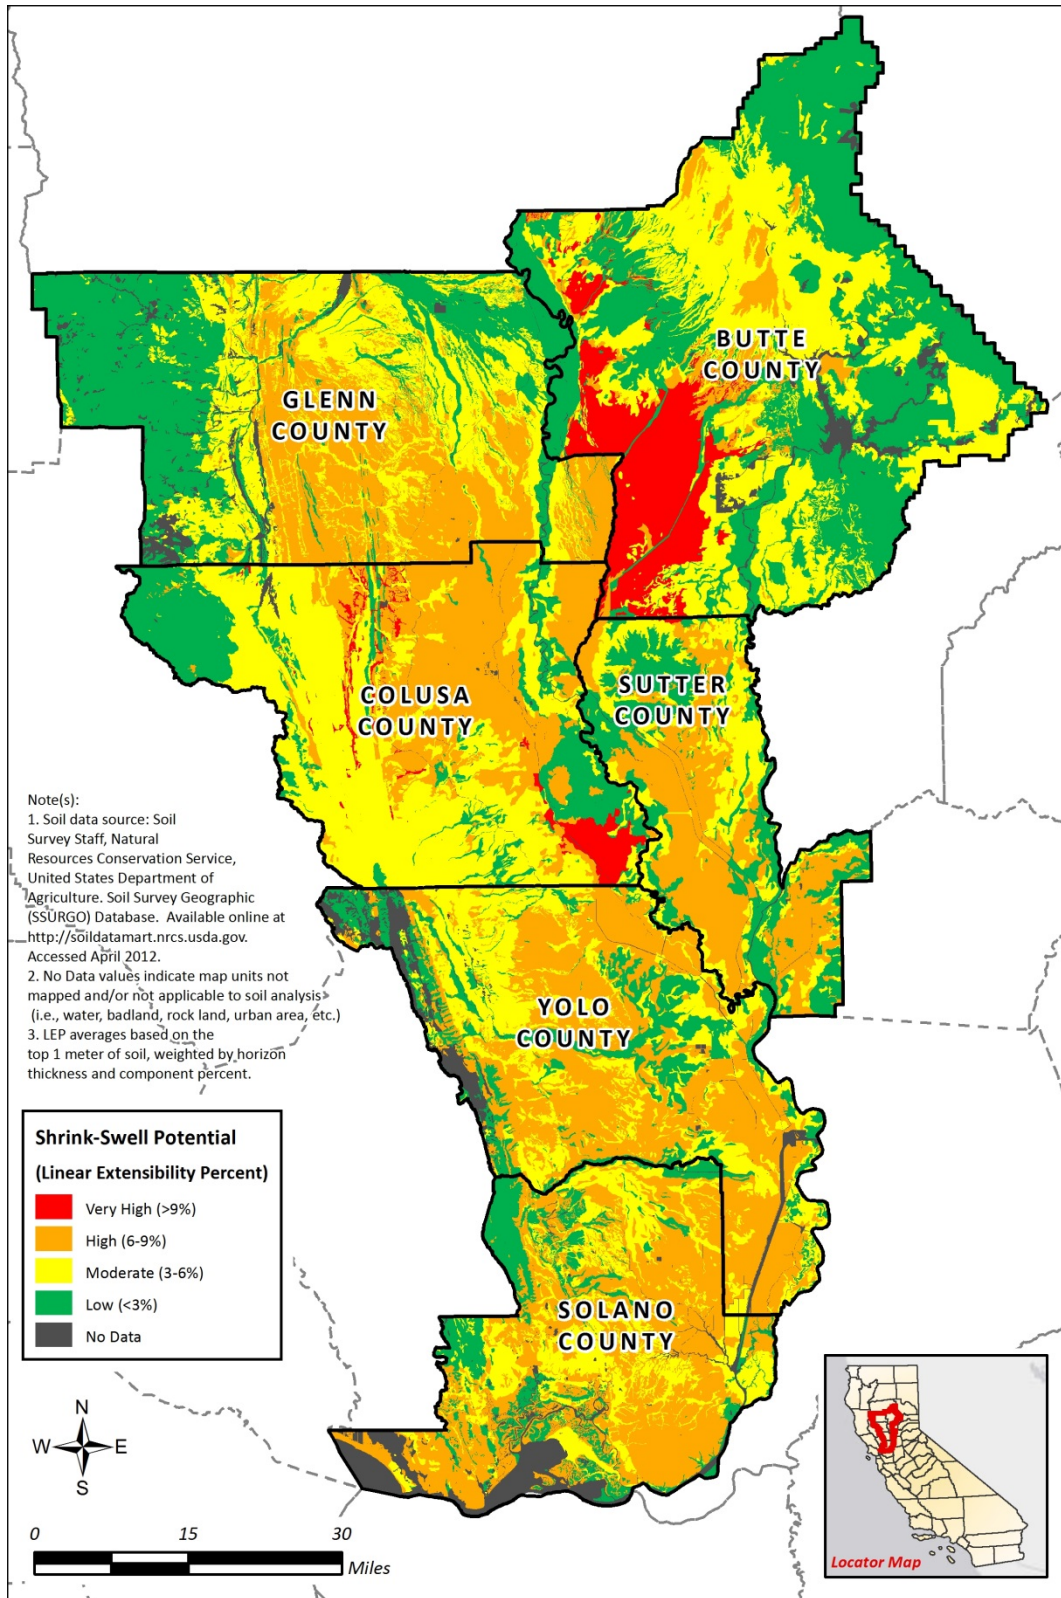 BUTTE
COUNTY
GLENN
COUNTY
COLUSA
COUNTY
SUTTER
COUNTY
YOLO
COUNTY
SOLANO
COUNTY
Note(s):
1. Soil data source: Soil
Survey Staff, Natural
Resources Conservation Service,
United States Department of
Agriculture. Soil Survey Geographic
(SSURGO) Database.  Available online at
http://soildatamart.nrcs.usda.gov.
Accessed April 2012.
2. No Data values indicate map units not
mapped and/or not applicable to soil analysis
(i.e., water, badland, rock land, urban area, etc.)
3. LEP averages based on the
top 1 meter of soil, weighted by horizon
thickness and component percent.
Shrink-Swell Potential
(Linear Extensibility Percent)
Very High (>9%)
High (6-9%)
Moderate (3-6%)
Low (<3%)
No Data
N
W E
S
0 15 30
Miles
Locator Map